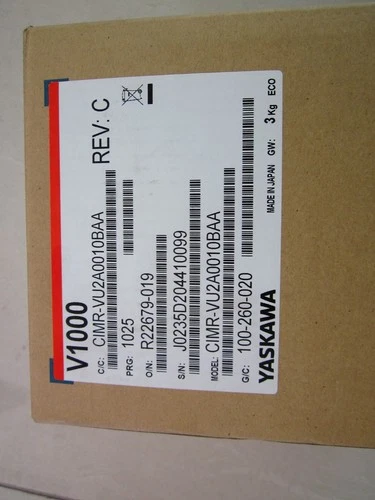 V1000
REV: C
C/C: CIMR-VU2A0010BAA
PRG: 1025
O/N: R22679-019
S/N: J0235D204410099
MODEL: CIMR-VU2A0010BAA
G/C: 100-260-020
YASKAWA
MADE IN JAPAN GW: 3 Kg ECO